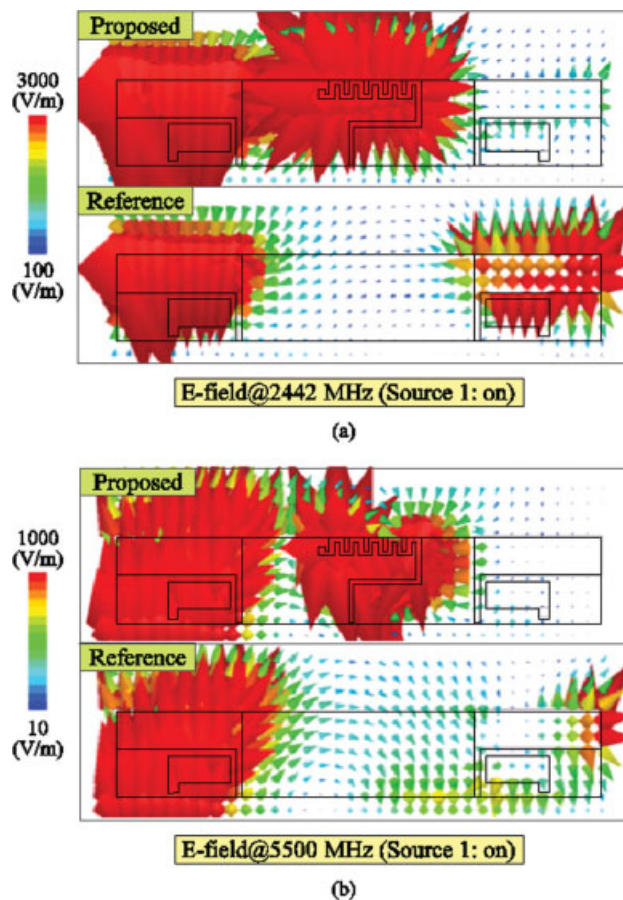 Proposed
3000
(V/m)
100
(V/m)
Reference
E-field@2442 MHz (Source 1: on)
(a)
Proposed
1000
(V/m)
10
(V/m)
Reference
E-field@5500 MHz (Source 1: on)
(b)